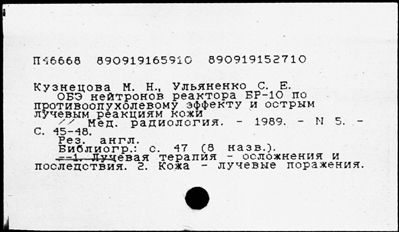 П46668 890919165910 890919152710
Кузнецова М. Н., Ульяненко С. Е.
ОБЭ нейтронов реактора БР-10 по
противоопухолевому эффекту и острым
лучевым реакциям кожи
// Мед. радиология. - 1989. - N 5. -
С. 45-48.
Рез. англ.
Библиогр.: с. 47 (8 назв.).
--1. Лучевая терапия - осложнения и
последствия. 2. Кожа - лучевые поражения.